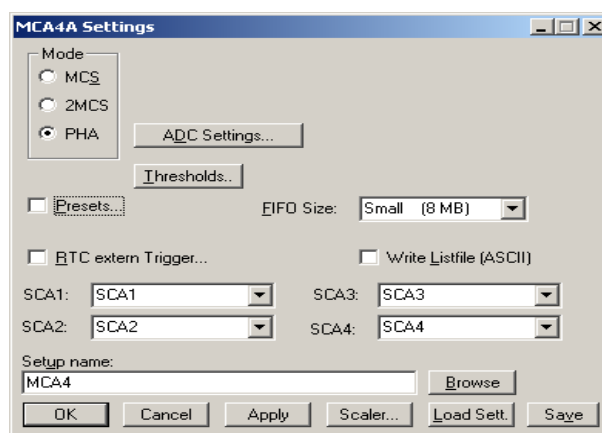 MCA4A Settings
Mode
MCS
2MCS
PHA
ADC Settings...
Thresholds..
Presets...
FIFO Size: Small (8 MB)
RTC extern Trigger...
Write Listfile (ASCII)
SCA1: SCA1
SCA3: SCA3
SCA2: SCA2
SCA4: SCA4
Setup name:
MCA4
Browse
OK Cancel Apply Scaler... Load Sett. Save